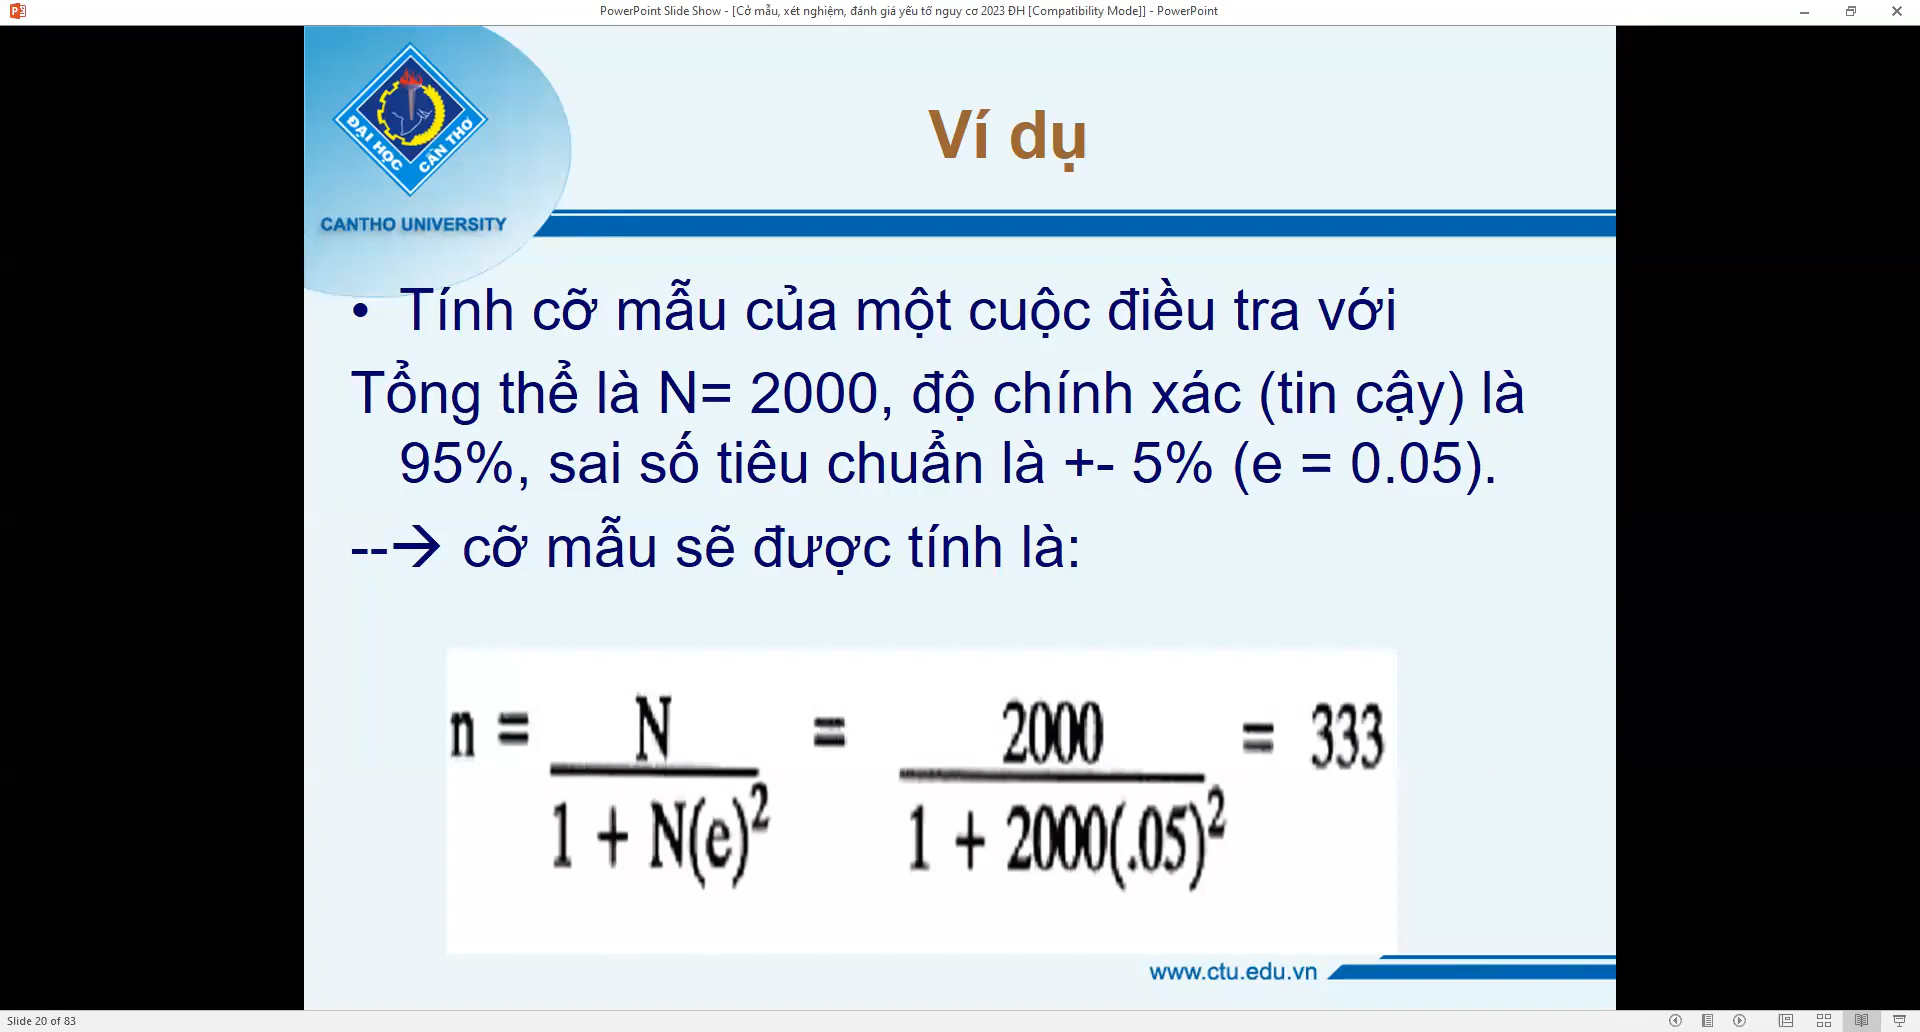 PowerPoint Slide Show - [Cở mẫu, xét nghiệm, đánh giá yếu tố nguy cơ 2023 ĐH [Compatibility Mode]] - PowerPoint
ĐẠI HỌC CẦN THƠ
CANTHO UNIVERSITY
Ví dụ
• Tính cỡ mẫu của một cuộc điều tra với
Tổng thể là N= 2000, độ chính xác (tin cậy) là
95%, sai số tiêu chuẩn là +- 5% (e = 0.05).
--→ cỡ mẫu sẽ được tính là:
n = N / 1 + N(e)² = 2000 / 1 + 2000(.05)² = 333
www.ctu.edu.vn
Slide 20 of 83